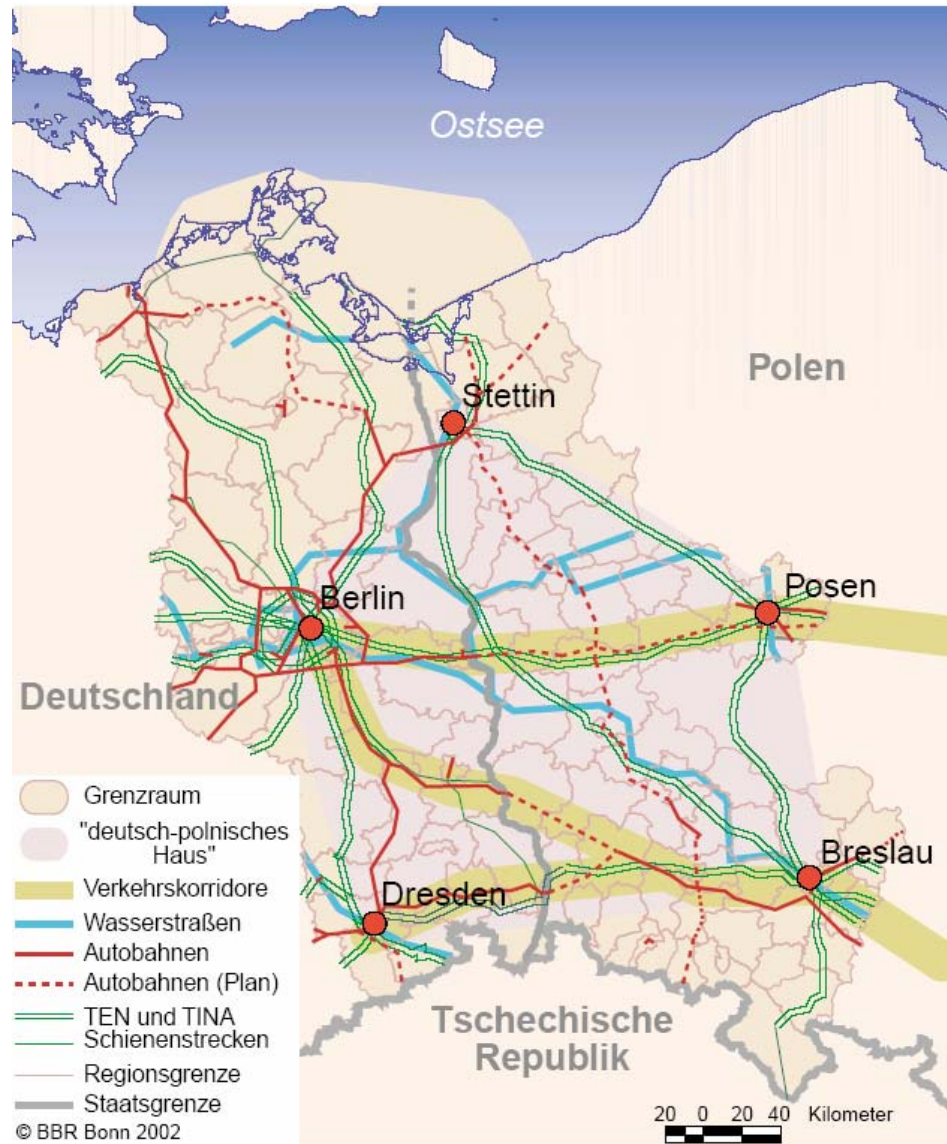 Ostsee
Polen
Stettin
Posen
Berlin
Deutschland
Breslau
Dresden
Tschechische
Republik
Grenzraum
"deutsch-polnisches
Haus"
Verkehrskorridore
Wasserstraßen
Autobahnen
Autobahnen (Plan)
TEN und TINA
Schienenstrecken
Regionsgrenze
Staatsgrenze
© BBR Bonn 2002
20 0 20 40 Kilometer